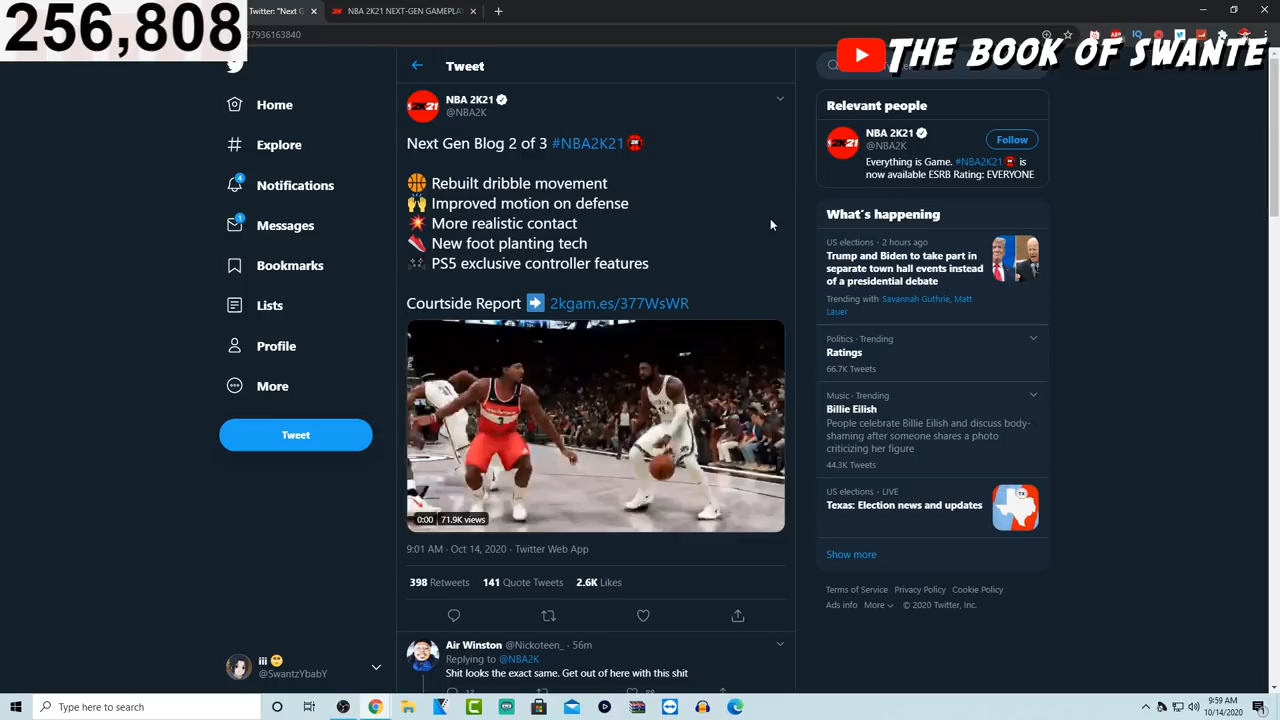 256,808
Twitter: "Next G
NBA 2K21 NEXT-GEN GAMEPLAY
37936163840
THE BOOK OF SWANTE
Tweet
NBA 2K21
@NBA2K
Next Gen Blog 2 of 3 #NBA2K21
Rebuilt dribble movement
Improved motion on defense
More realistic contact
New foot planting tech
PS5 exclusive controller features
Courtside Report ➡ 2kgam.es/377WsWR
0:00 71.9K views
9:01 AM · Oct 14, 2020 · Twitter Web App
398 Retweets 141 Quote Tweets 2.6K Likes
Air Winston @Nickoteen_ · 56m
Replying to @NBA2K
Shit looks the exact same. Get out of here with this shit
Home
Explore
4
Notifications
1
Messages
Bookmarks
Lists
Profile
More
Tweet
iii
@SwantzYbabY
Relevant people
NBA 2K21
@NBA2K
Follow
Everything is Game. #NBA2K21 is
now available ESRB Rating: EVERYONE
What's happening
US elections · 2 hours ago
Trump and Biden to take part in
separate town hall events instead
of a presidential debate
Trending with Savannah Guthrie, Matt
Lauer
Politics · Trending
Ratings
66.7K Tweets
Music · Trending
Billie Eilish
People celebrate Billie Eilish and discuss body-
shaming after someone shares a photo
criticizing her figure
44.3K Tweets
US elections · LIVE
Texas: Election news and updates
Show more
Terms of Service Privacy Policy Cookie Policy
Ads info More © 2020 Twitter, Inc.
Type here to search
9:59 AM
10/14/2020